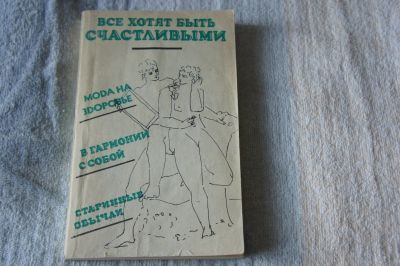 ВСЕ ХОТЯТ БЫТЬ
СЧАСТЛИВЫМИ
МОДА НА
ЗДОРОВЬЕ
В ГАРМОНИИ
С СОБОЙ
СТАРИННЫЕ
ОБЫЧАИ